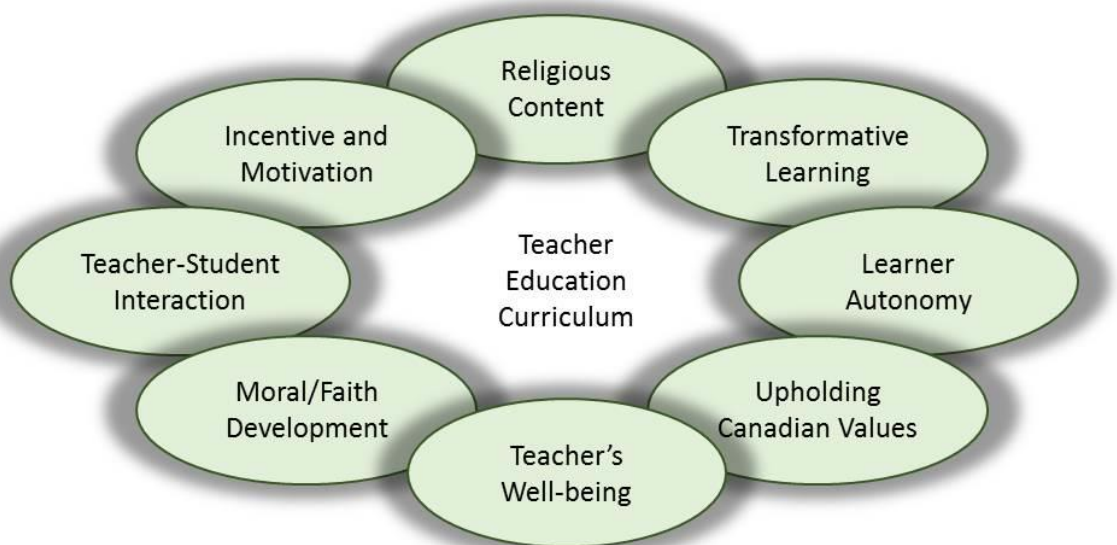 Religious
Content
Incentive and
Motivation
Transformative
Learning
Teacher-Student
Interaction
Teacher
Education
Curriculum
Learner
Autonomy
Moral/Faith
Development
Upholding
Canadian Values
Teacher’s
Well-being